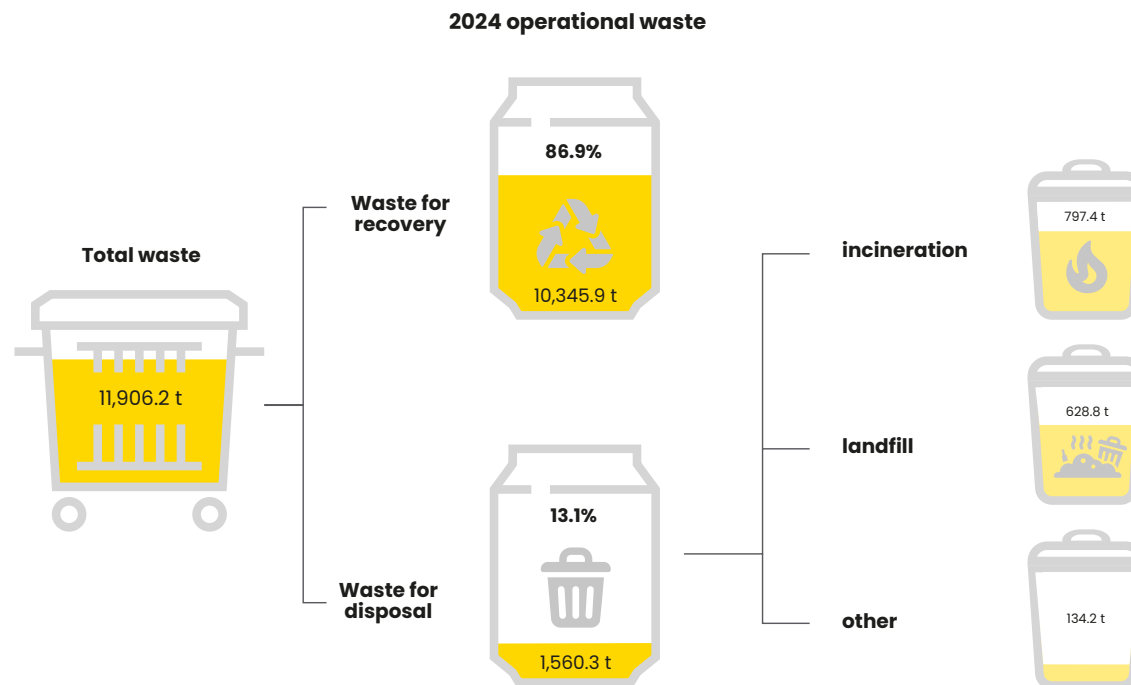 2024 operational waste
Total waste
11,906.2 t
Waste for
recovery
86.9%
10,345.9 t
Waste for
disposal
13.1%
1,560.3 t
incineration
797.4 t
landfill
628.8 t
other
134.2 t